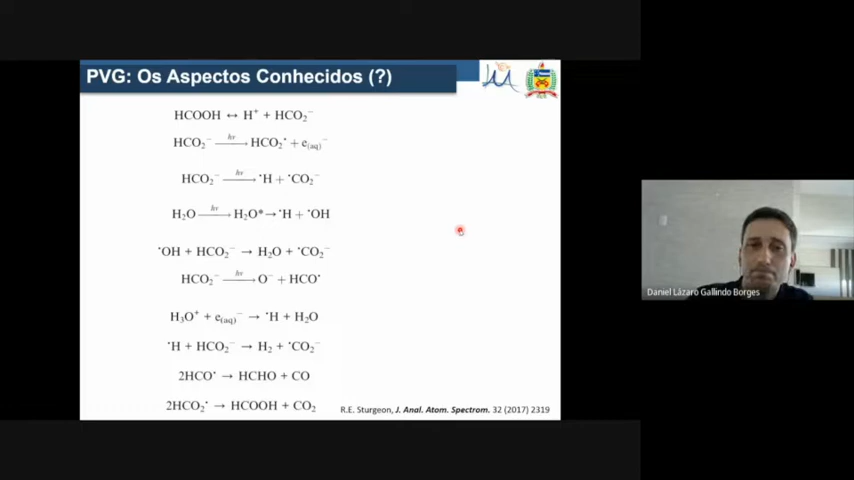 PVG: Os Aspectos Conhecidos (?)
HCOOH ↔ H⁺ + HCO₂⁻
HCO₂⁻ —hν→ HCO₂• + e₍aq₎⁻
HCO₂⁻ —hν→ •H + •CO₂⁻
H₂O —hν→ H₂O* → •H + •OH
•OH + HCO₂⁻ → H₂O + •CO₂⁻
HCO₂⁻ —hν→ O⁻ + HCO•
H₃O⁺ + e₍aq₎⁻ → •H + H₂O
•H + HCO₂⁻ → H₂ + •CO₂⁻
2HCO• → HCHO + CO
2HCO₂• → HCOOH + CO₂
R.E. Sturgeon, J. Anal. Atom. Spectrom. 32 (2017) 2319
Daniel Lázaro Gallindo Borges